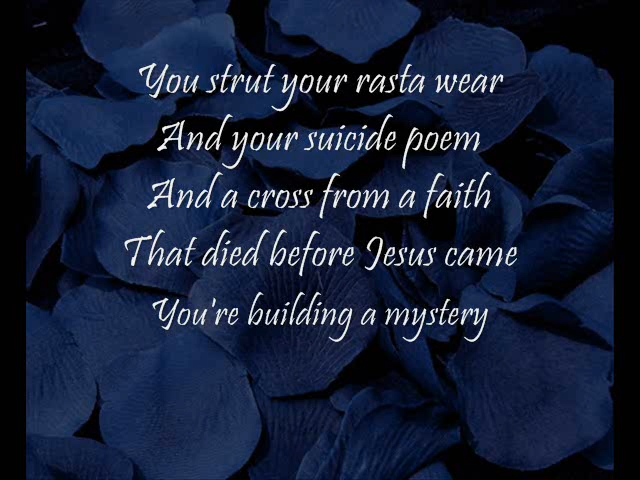 You strut your rasta wear
And your suicide poem
And a cross from a faith
That died before Jesus came
You're building a mystery